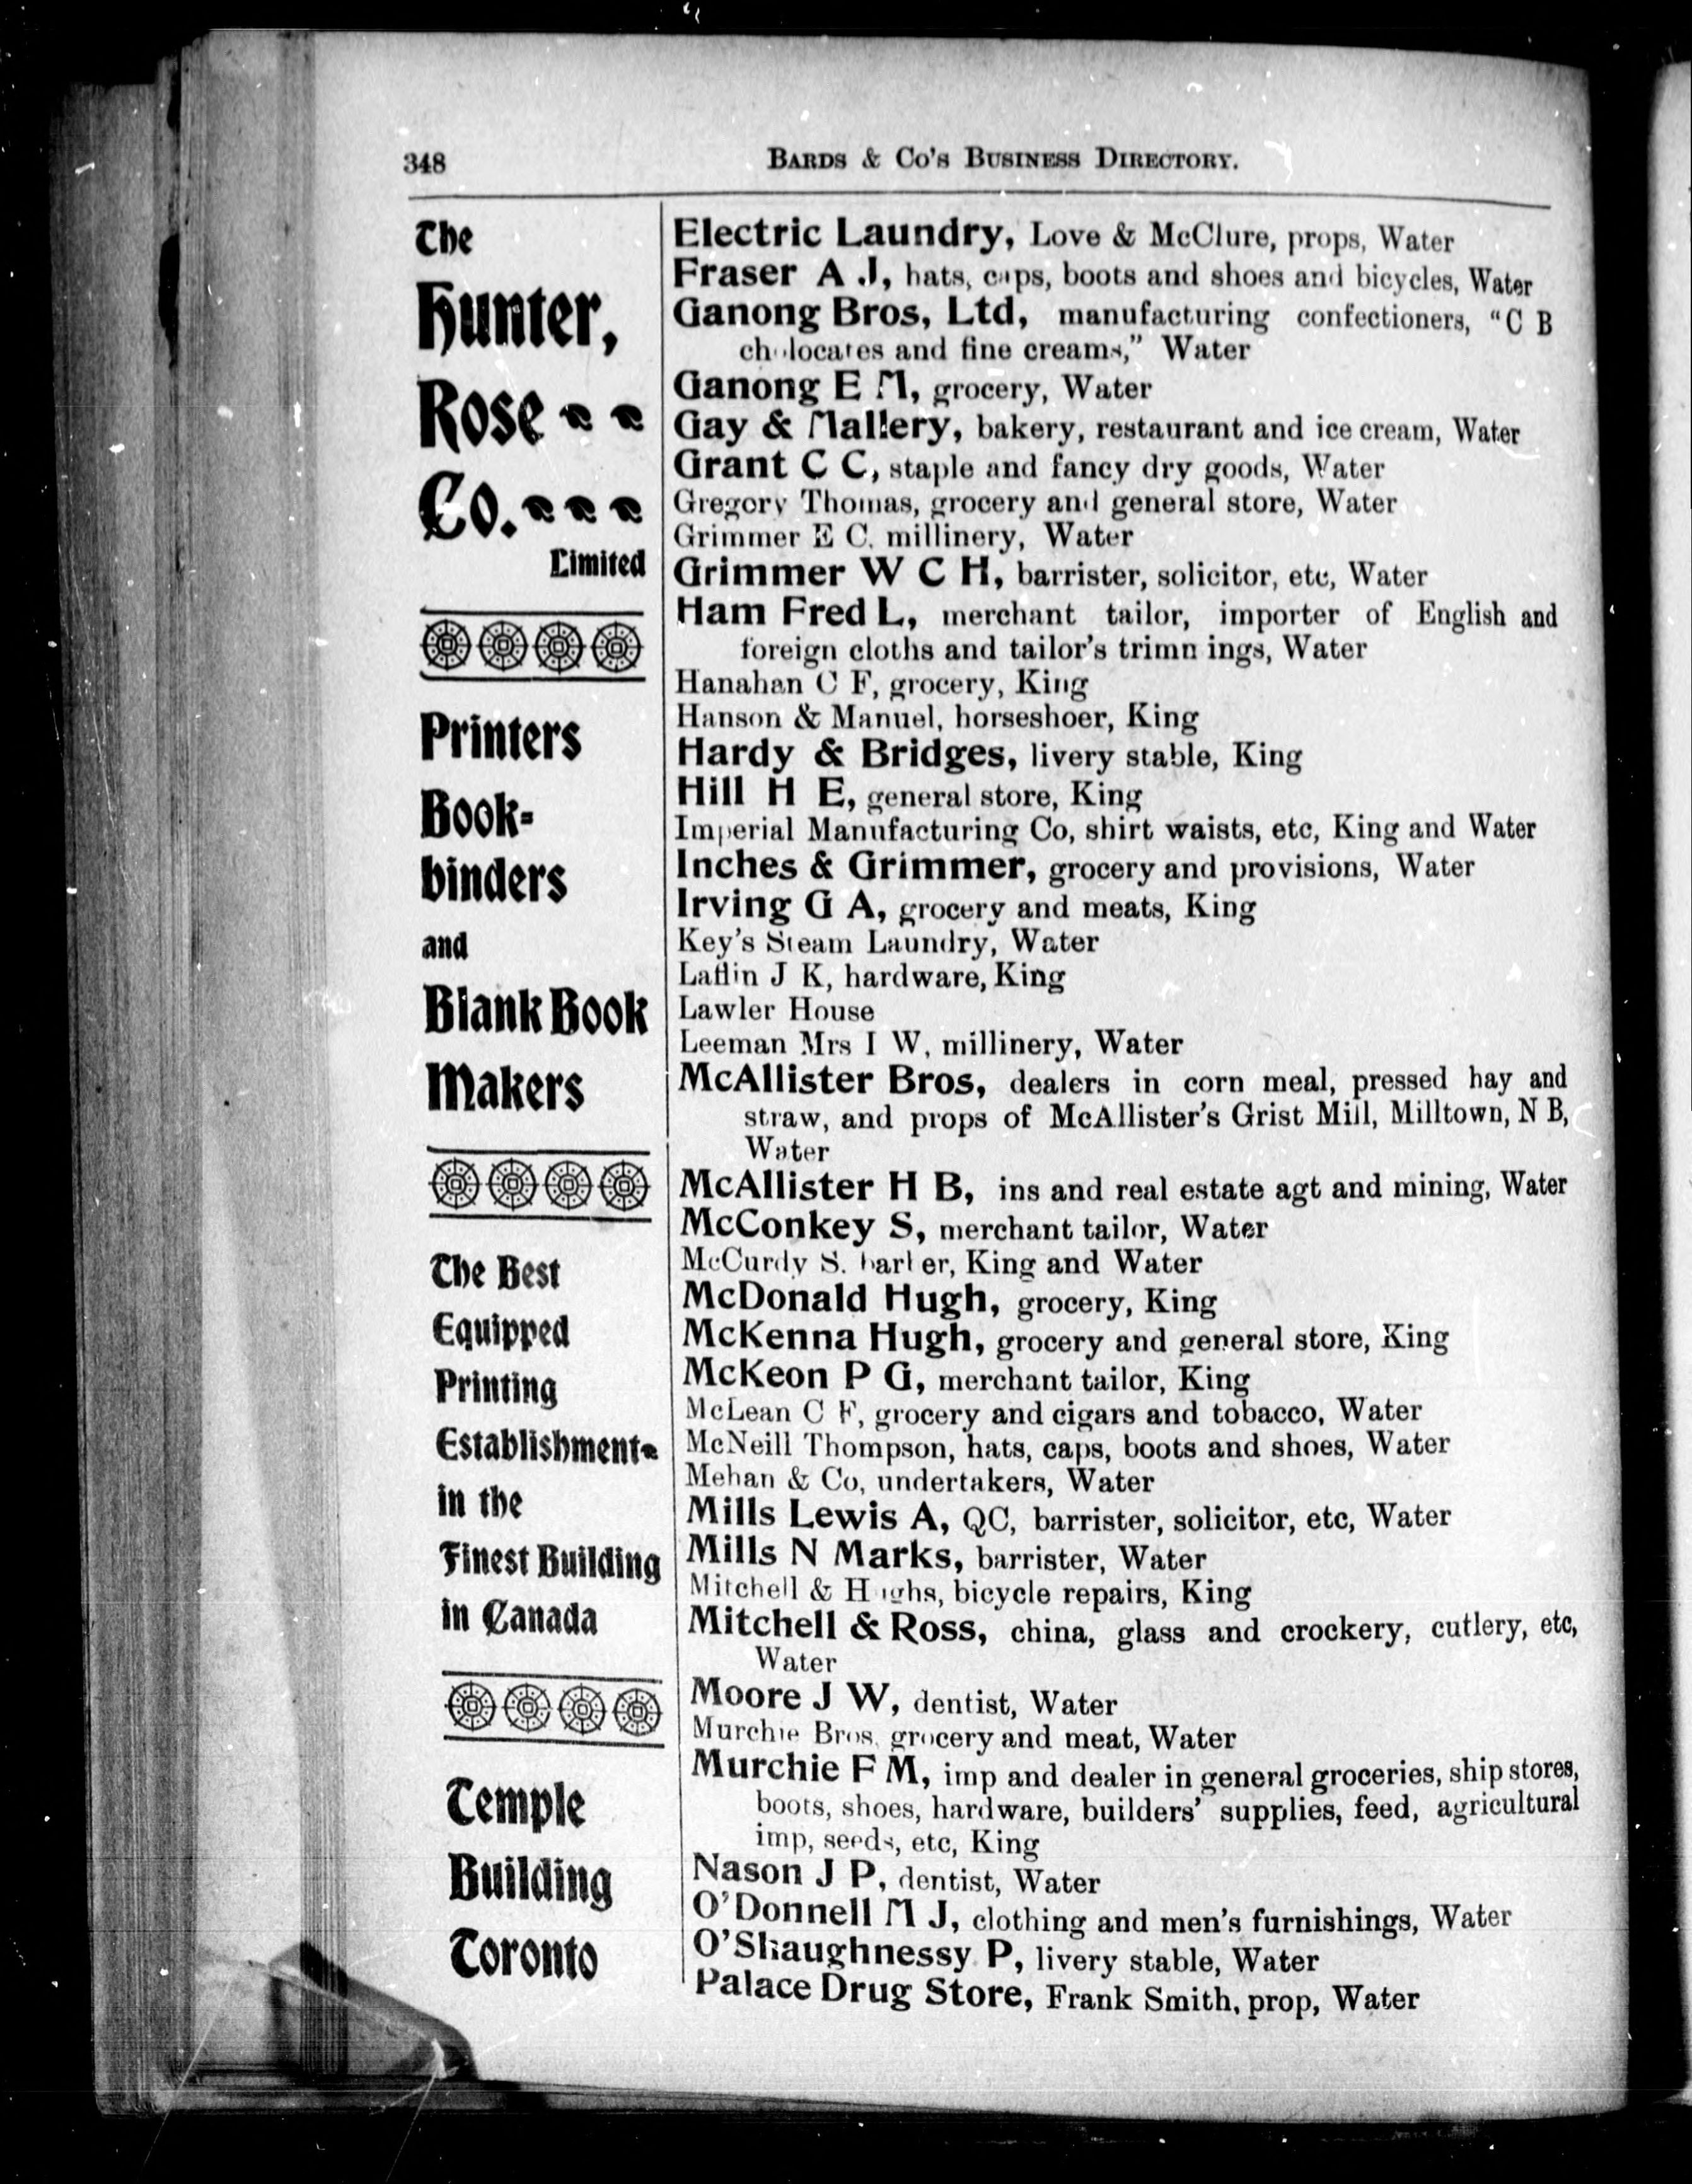 348
BARDS & CO'S BUSINESS DIRECTORY.
The
Hunter,
Rose
Co.
Limited
Printers
Book-
binders
and
Blank Book
Makers
The Best
Equipped
Printing
Establishment
in the
Finest Building
in Canada
Temple
Building
Toronto
Electric Laundry, Love & McClure, props, Water
Fraser A J, hats, caps, boots and shoes and bicycles, Water
Ganong Bros, Ltd, manufacturing confectioners, "C B
chocolates and fine creams," Water
Ganong E M, grocery, Water
Gay & Mallery, bakery, restaurant and ice cream, Water
Grant C C, staple and fancy dry goods, Water
Gregory Thomas, grocery and general store, Water
Grimmer E C. millinery, Water
Grimmer W C H, barrister, solicitor, etc, Water
Ham Fred L, merchant tailor, importer of English and
foreign cloths and tailor's trimmings, Water
Hanahan C F, grocery, King
Hanson & Manuel, horseshoer, King
Hardy & Bridges, livery stable, King
Hill H E, general store, King
Imperial Manufacturing Co, shirt waists, etc, King and Water
Inches & Grimmer, grocery and provisions, Water
Irving G A, grocery and meats, King
Key's Steam Laundry, Water
Laflin J K, hardware, King
Lawler House
Leeman Mrs I W, millinery, Water
McAllister Bros, dealers in corn meal, pressed hay and
straw, and props of McAllister's Grist Mill, Milltown, N B,
Water
McAllister H B, ins and real estate agt and mining, Water
McConkey S, merchant tailor, Water
McCurdy S. barber, King and Water
McDonald Hugh, grocery, King
McKenna Hugh, grocery and general store, King
McKeon P G, merchant tailor, King
McLean C F, grocery and cigars and tobacco, Water
McNeill Thompson, hats, caps, boots and shoes, Water
Mehan & Co, undertakers, Water
Mills Lewis A, QC, barrister, solicitor, etc, Water
Mills N Marks, barrister, Water
Mitchell & Hughs, bicycle repairs, King
Mitchell & Ross, china, glass and crockery, cutlery, etc,
Water
Moore J W, dentist, Water
Murchie Bros, grocery and meat, Water
Murchie F M, imp and dealer in general groceries, ship stores,
boots, shoes, hardware, builders' supplies, feed, agricultural
imp, seeds, etc, King
Nason J P, dentist, Water
O'Donnell M J, clothing and men's furnishings, Water
O'Shaughnessy P, livery stable, Water
Palace Drug Store, Frank Smith, prop, Water